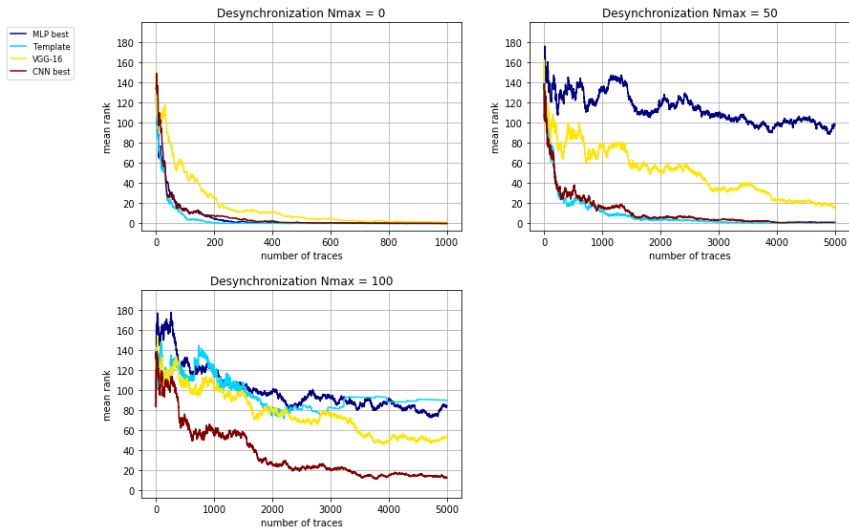 MLP best
Template
VGG-16
CNN best
Desynchronization Nmax = 0
mean rank
180
160
140
120
100
80
60
40
20
0
0 200 400 600 800 1000
number of traces
Desynchronization Nmax = 50
mean rank
180
160
140
120
100
80
60
40
20
0
0 1000 2000 3000 4000 5000
number of traces
Desynchronization Nmax = 100
mean rank
180
160
140
120
100
80
60
40
20
0
0 1000 2000 3000 4000 5000
number of traces